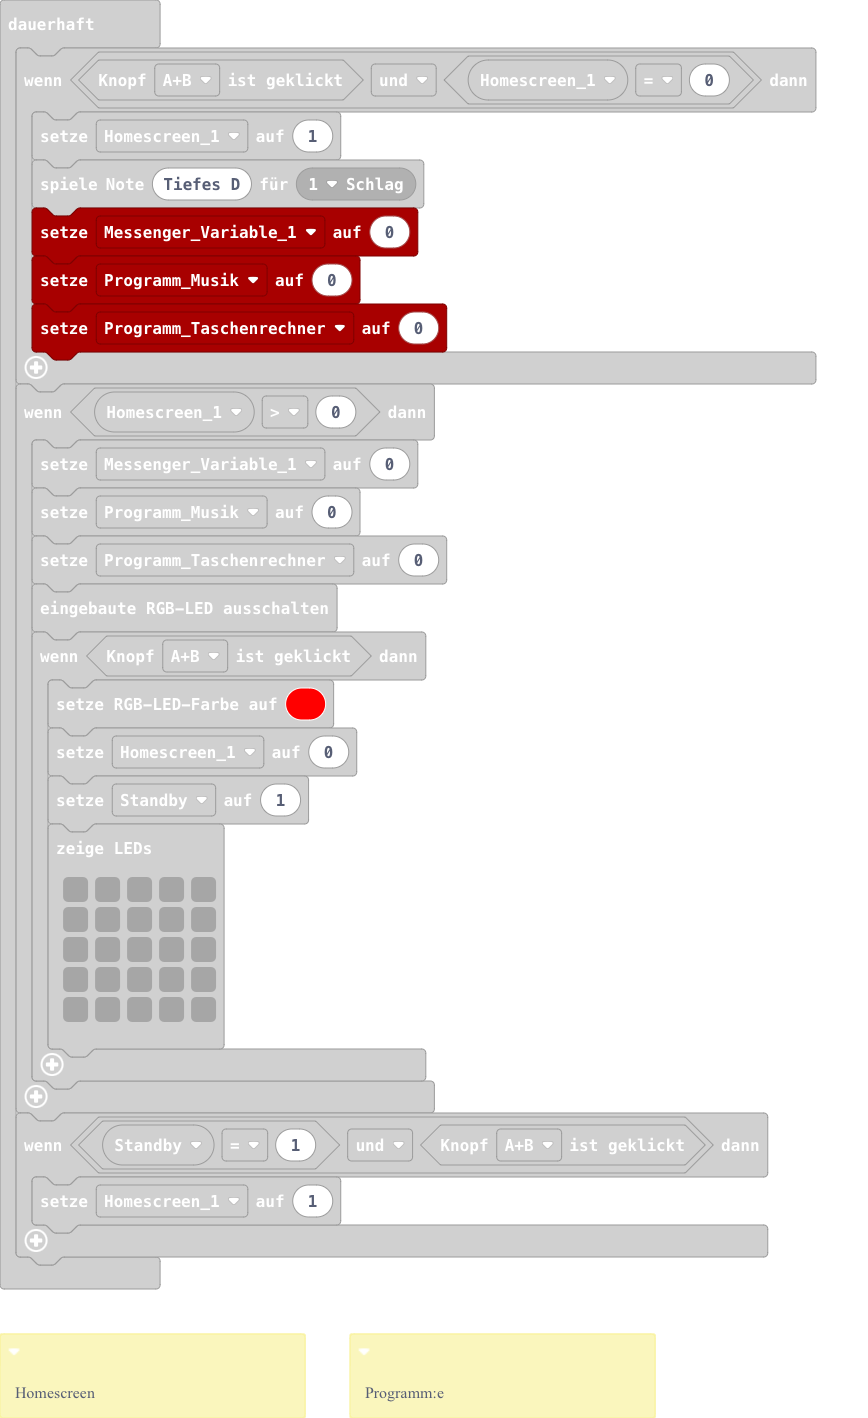 dauerhaft
wenn Knopf A+B ist geklickt und Homescreen_1 = 0 dann
setze Homescreen_1 auf 1
spiele Note Tiefes D für 1 Schlag
setze Messenger_Variable_1 auf 0
setze Programm_Musik auf 0
setze Programm_Taschenrechner auf 0
wenn Homescreen_1 > 0 dann
setze Messenger_Variable_1 auf 0
setze Programm_Musik auf 0
setze Programm_Taschenrechner auf 0
eingebaute RGB-LED ausschalten
wenn Knopf A+B ist geklickt dann
setze RGB-LED-Farbe auf
setze Homescreen_1 auf 0
setze Standby auf 1
zeige LEDs
wenn Standby = 1 und Knopf A+B ist geklickt dann
setze Homescreen_1 auf 1
Homescreen
Programm:e